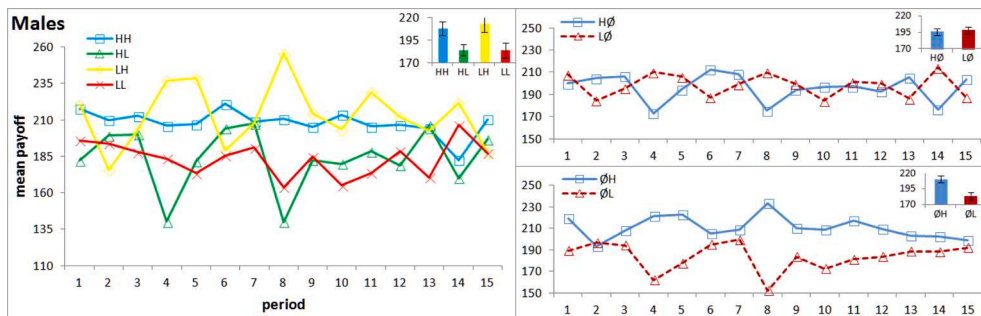 Males
HH
HL
LH
LL
mean payoff
260
235
210
185
160
135
110
1 2 3 4 5 6 7 8 9 10 11 12 13 14 15
period
220
195
170
HH HL LH LL
HØ
LØ
250
230
210
190
170
150
1 2 3 4 5 6 7 8 9 10 11 12 13 14 15
220
195
170
HØ LØ
ØH
ØL
250
230
210
190
170
150
1 2 3 4 5 6 7 8 9 10 11 12 13 14 15
220
195
170
ØH ØL